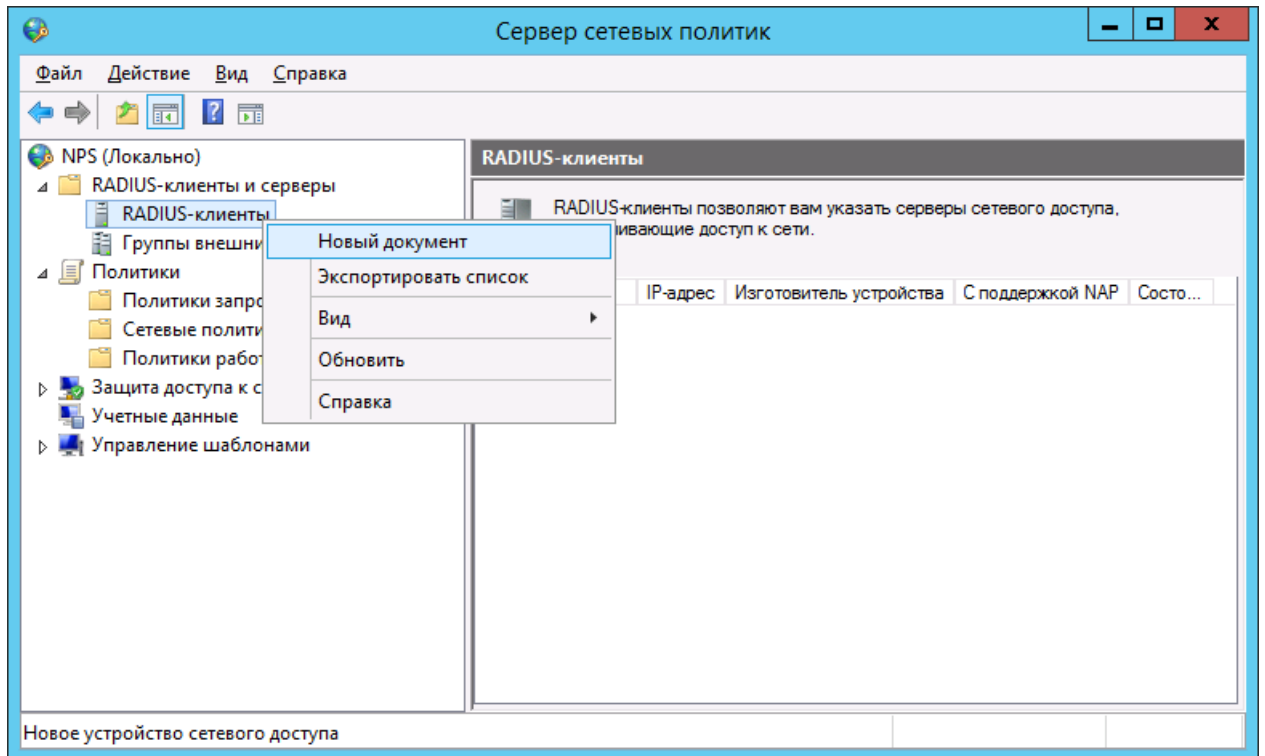 Сервер сетевых политик
Файл Действие Вид Справка
NPS (Локально)
RADIUS-клиенты и серверы
RADIUS-клиенты
Группы внешни
Политики
Политики запро
Сетевые полити
Политики работ
Защита доступа к с
Учетные данные
Управление шаблонами
Новый документ
Экспортировать список
Вид
Обновить
Справка
RADIUS-клиенты
RADIUS-клиенты позволяют вам указать серверы сетевого доступа,
ивающие доступ к сети.
IP-адрес Изготовитель устройства С поддержкой NAP Состо...
Новое устройство сетевого доступа